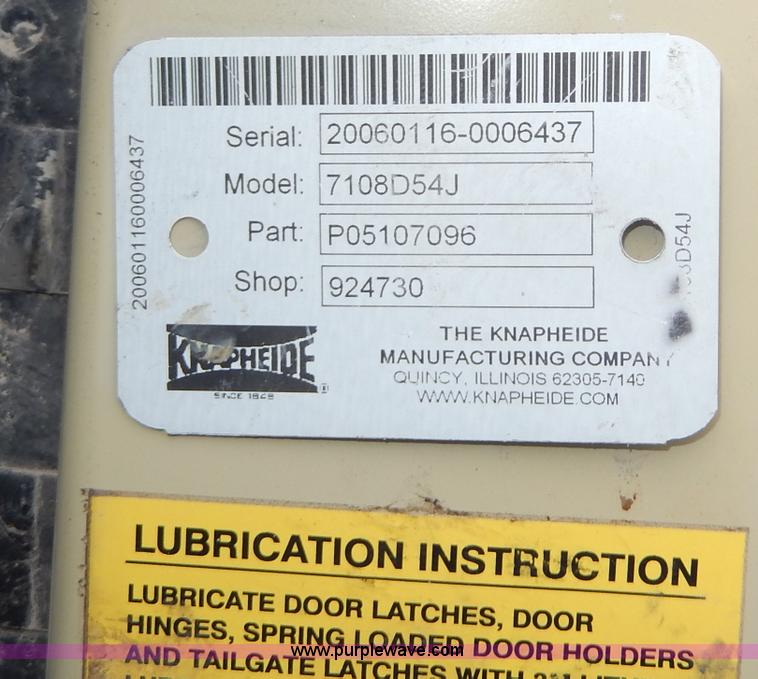 Serial: 20060116-0006437
Model: 7108D54J
Part: P05107096
Shop: 924730
200601160006437
KNAPHEIDE
SINCE 1848
THE KNAPHEIDE
MANUFACTURING COMPANY
QUINCY, ILLINOIS 62305-7140
WWW.KNAPHEIDE.COM
LUBRICATION INSTRUCTION
LUBRICATE DOOR LATCHES, DOOR
HINGES, SPRING LOADED DOOR HOLDERS
AND TAILGATE LATCHES WITH
www.purplewave.com